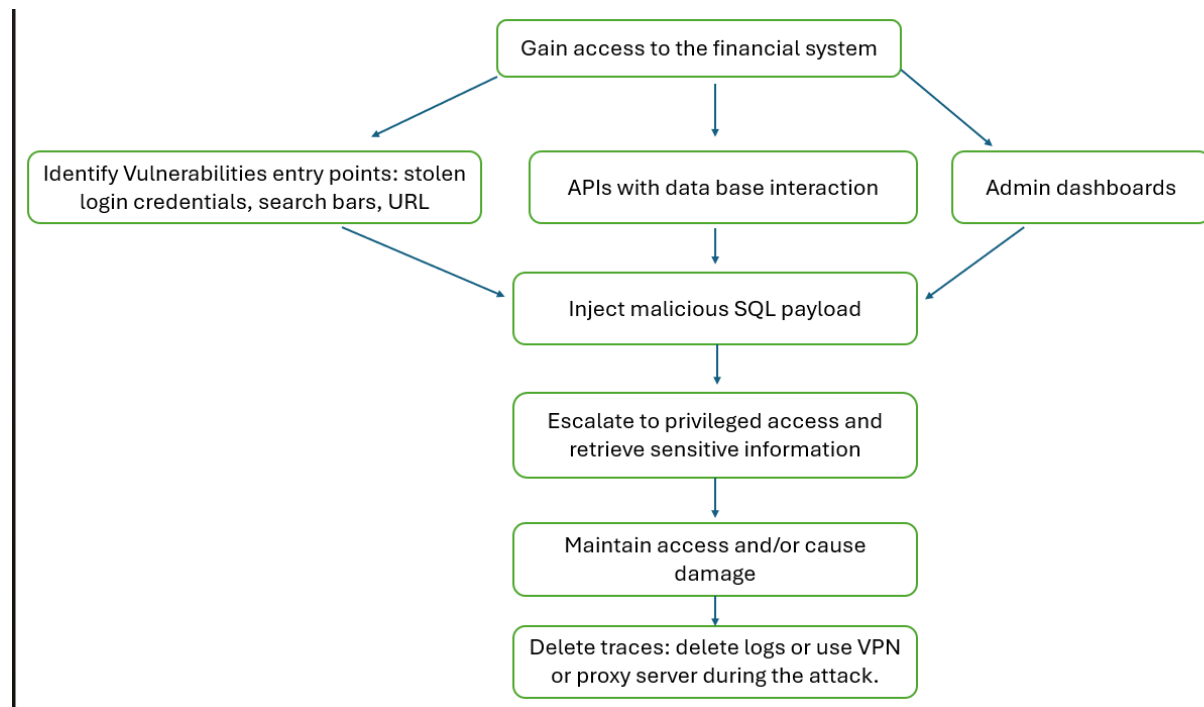 Gain access to the financial system
Identify Vulnerabilities entry points: stolen
login credentials, search bars, URL
APIs with data base interaction
Admin dashboards
Inject malicious SQL payload
Escalate to privileged access and
retrieve sensitive information
Maintain access and/or cause
damage
Delete traces: delete logs or use VPN
or proxy server during the attack.